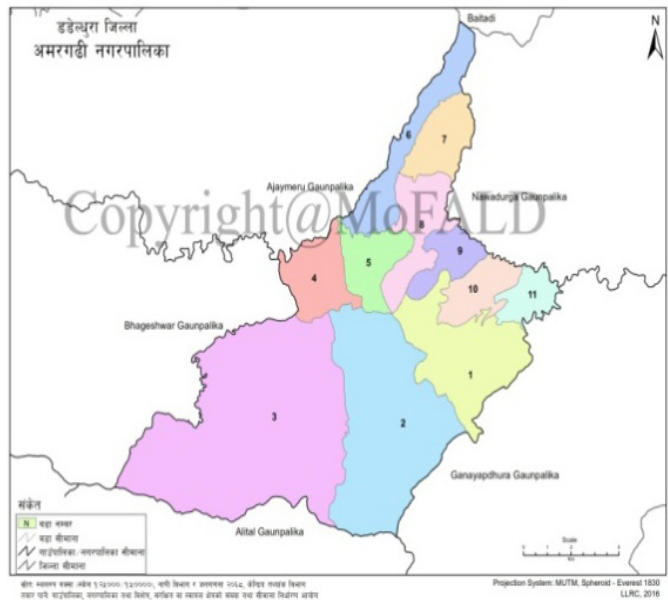 डडेल्धुरा जिल्ला
अमरगढी नगरपालिका
Baitadi
N
6
7
Ajaymeru Gaunpalika
Nawadurga Gaunpalika
Copyright@MoFALD
8
9
5
4
10
11
Bhageshwar Gaunpalika
1
3
2
Ganayapdhura Gaunpalika
Alital Gaunpalika
संकेत
N वडा नम्बर
वडा सीमाना
गाउँपालिका/नगरपालिका सीमाना
जिल्ला सीमाना
Scale
Projection System: MUTM, Spheroid - Everest 1830
LLRC, 2016